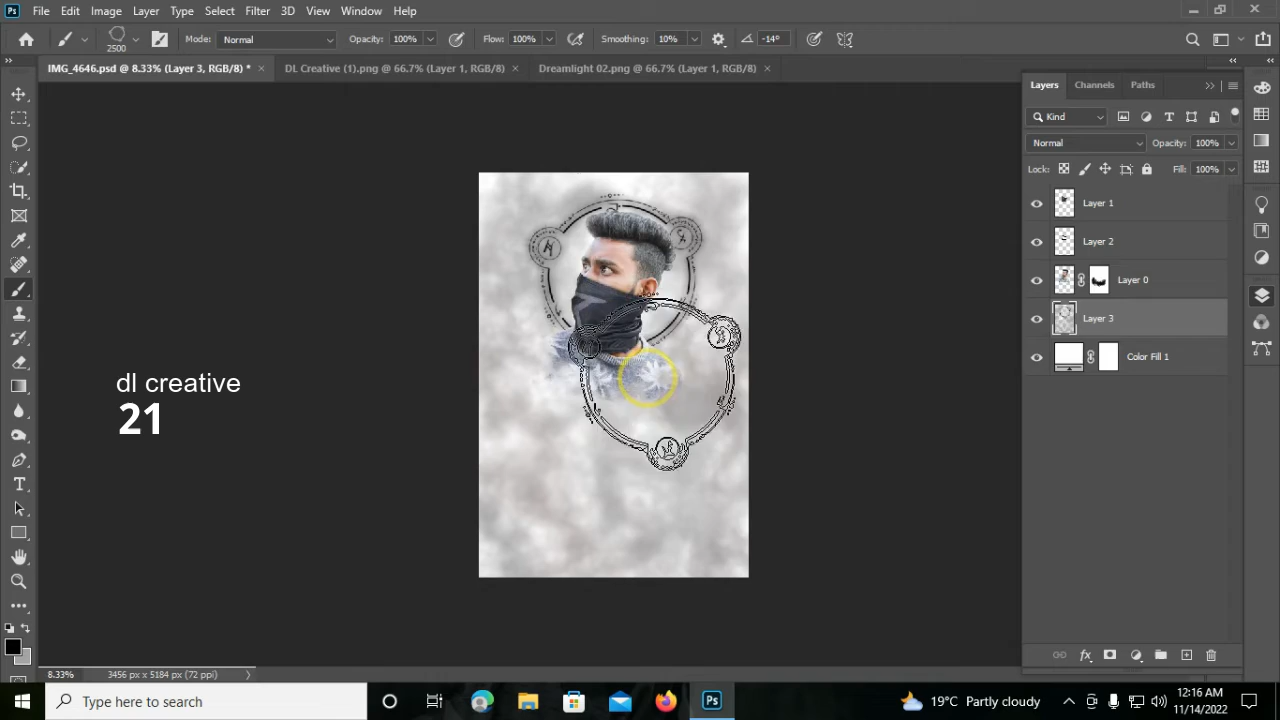 Ps File Edit Image Layer Type Select Filter 3D View Window Help
2500 Mode: Normal Opacity: 100% Flow: 100% Smoothing: 10% -14°
IMG_4646.psd @ 8.33% (Layer 3, RGB/8) * × DL Creative (1).png @ 66.7% (Layer 1, RGB/8) × Dreamlight 02.png @ 66.7% (Layer 1, RGB/8) ×
Layers Channels Paths
Kind
Normal Opacity: 100%
Lock: Fill: 100%
Layer 1
Layer 2
Layer 0
Layer 3
Color Fill 1
dl creative
21
8.33% 3456 px x 5184 px (72 ppi)
Type here to search
Ps
19°C Partly cloudy
12:16 AM
11/14/2022